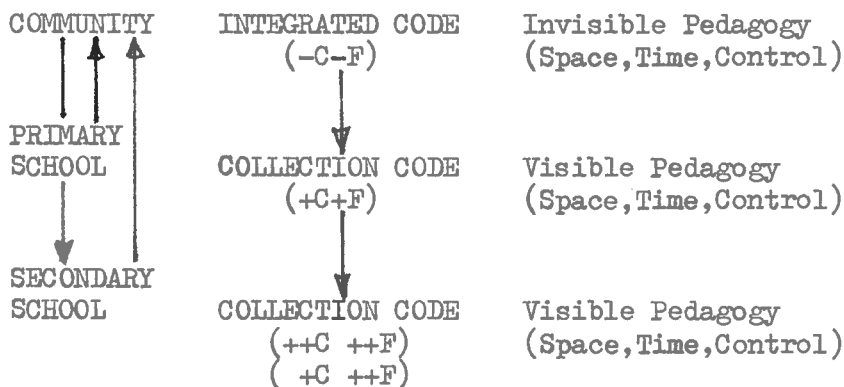 COMMUNITY INTEGRATED CODE Invisible Pedagogy
(-C-F) (Space,Time,Control)
PRIMARY
SCHOOL COLLECTION CODE Visible Pedagogy
(+C+F) (Space,Time,Control)
SECONDARY
SCHOOL COLLECTION CODE Visible Pedagogy
(++C ++F) (Space,Time,Control)
( +C ++F)